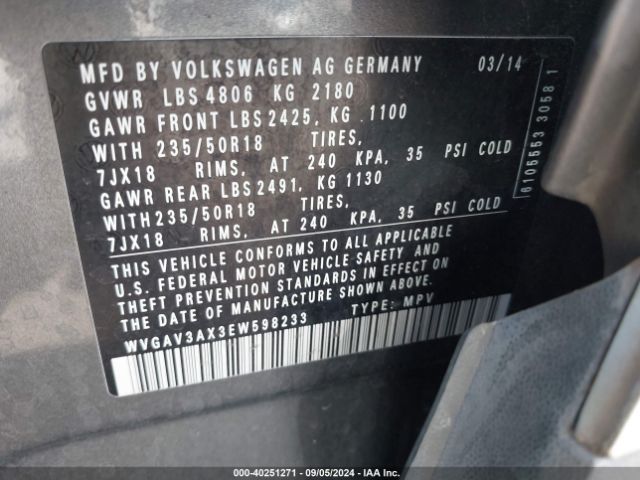 MFD BY VOLKSWAGEN AG GERMANY 03/14
GVWR LBS 4806 KG 2180
GAWR FRONT LBS 2425, KG 1100
WITH 235/50R18 TIRES,
7JX18 RIMS, AT 240 KPA, 35 PSI COLD
GAWR REAR LBS 2491, KG 1130
WITH 235/50R18 TIRES,
7JX18 RIMS, AT 240 KPA, 35 PSI COLD
THIS VEHICLE CONFORMS TO ALL APPLICABLE
U.S. FEDERAL MOTOR VEHICLE SAFETY AND
THEFT PREVENTION STANDARDS IN EFFECT ON
THE DATE OF MANUFACTURE SHOWN ABOVE.
WVGAV3AX3EW598233 TYPE: MPV
6105553 3058 1
000-40251271 - 09/05/2024 - IAA Inc.